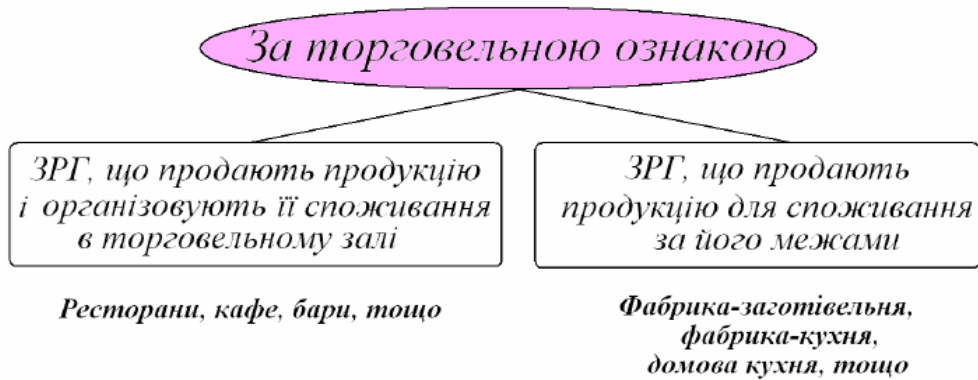 За торговельною ознакою
ЗРГ, що продають продукцію
і організовують її споживання
в торговельному залі
ЗРГ, що продають
продукцію для споживання
за його межами
Ресторани, кафе, бари, тощо
Фабрика-заготівельня,
фабрика-кухня,
домова кухня, тощо